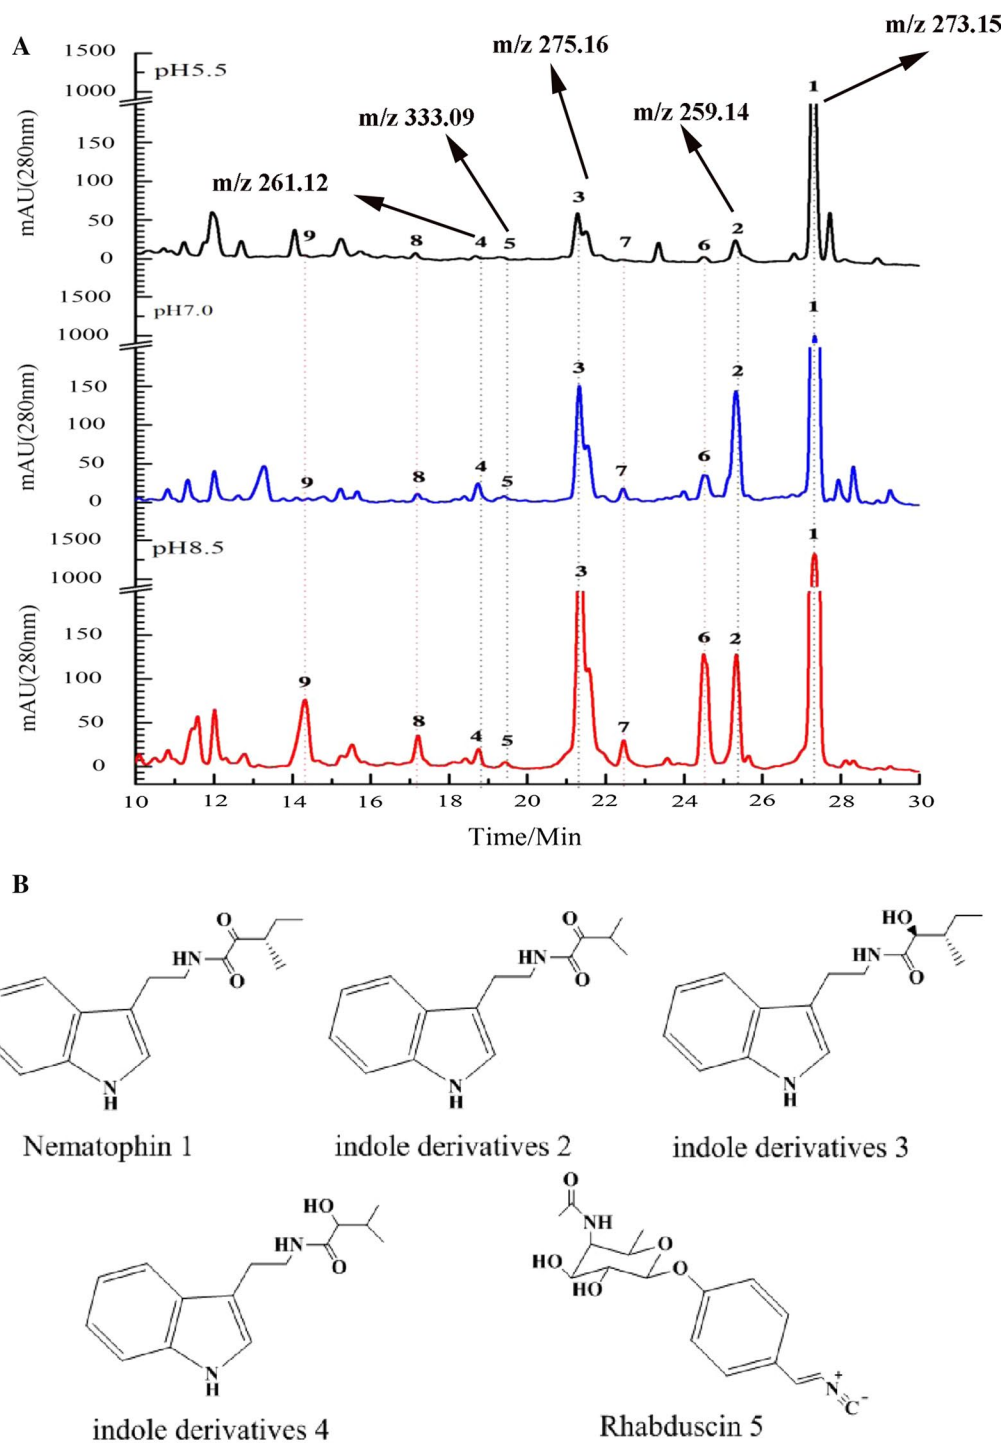 A
m/z 275.16
m/z 273.15
m/z 333.09
m/z 259.14
m/z 261.12
1500
pH5.5
1000
mAU(280nm)
150
100
50
0
9
8
4
5
3
7
6
2
1
1500
pH7.0
1000
mAU(280nm)
150
100
50
0
9
8
4
5
3
7
6
2
1
1500
pH8.5
1000
mAU(280nm)
150
100
50
0
9
8
4
5
3
7
6
2
1
10 12 14 16 18 20 22 24 26 28 30
Time/Min
B
O
HN
O
N
H
Nematophin 1
O
HN
O
N
H
indole derivatives 2
HO
HN
O
N
H
indole derivatives 3
HO
HN
O
N
H
indole derivatives 4
O
NH
O
HO
HO
O
N
+
C
-
Rhabduscin 5